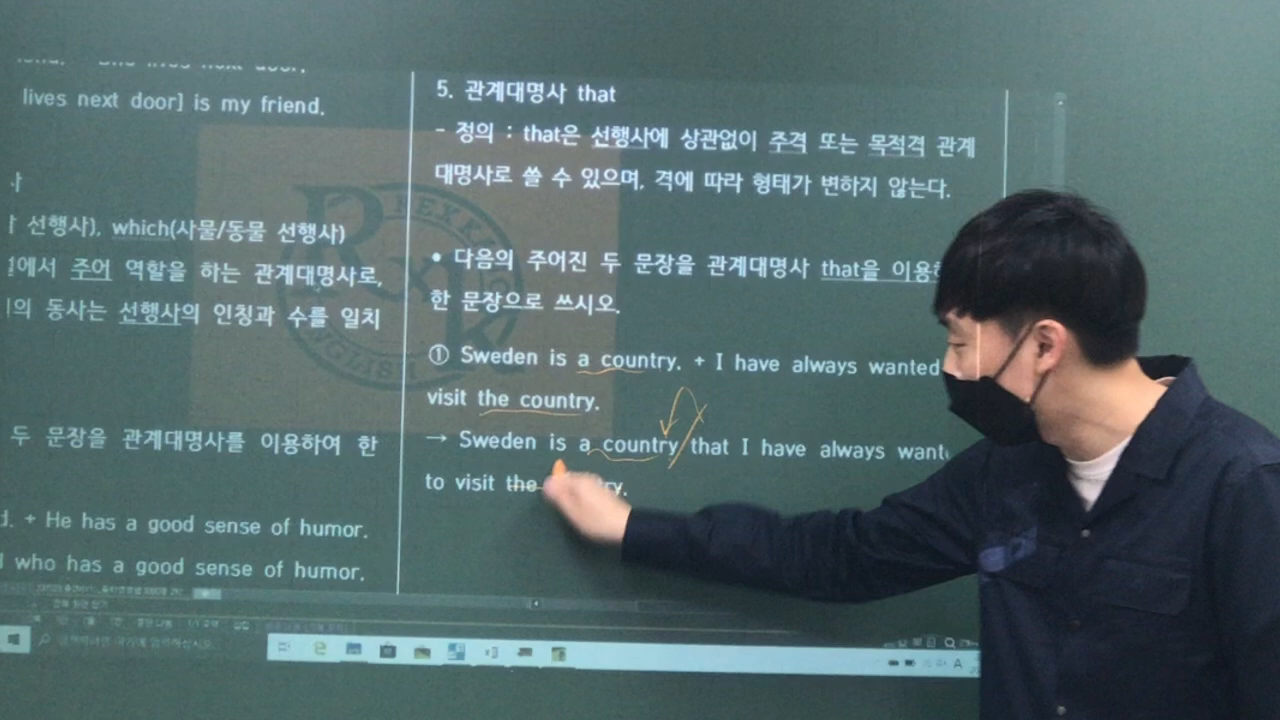 lives next door] is my friend.
선행사), which(사물/동물 선행사)
에서 주어 역할을 하는 관계대명사로,
의 동사는 선행사의 인칭과 수를 일치
두 문장을 관계대명사를 이용하여 한
+ He has a good sense of humor.
who has a good sense of humor.
5. 관계대명사 that
- 정의 : that은 선행사에 상관없이 주격 또는 목적격 관계
대명사로 쓸 수 있으며, 격에 따라 형태가 변하지 않는다.
• 다음의 주어진 두 문장을 관계대명사 that을 이용
한 문장으로 쓰시오.
① Sweden is a country. + I have always wanted
visit the country.
→ Sweden is a country that I have always want
to visit the